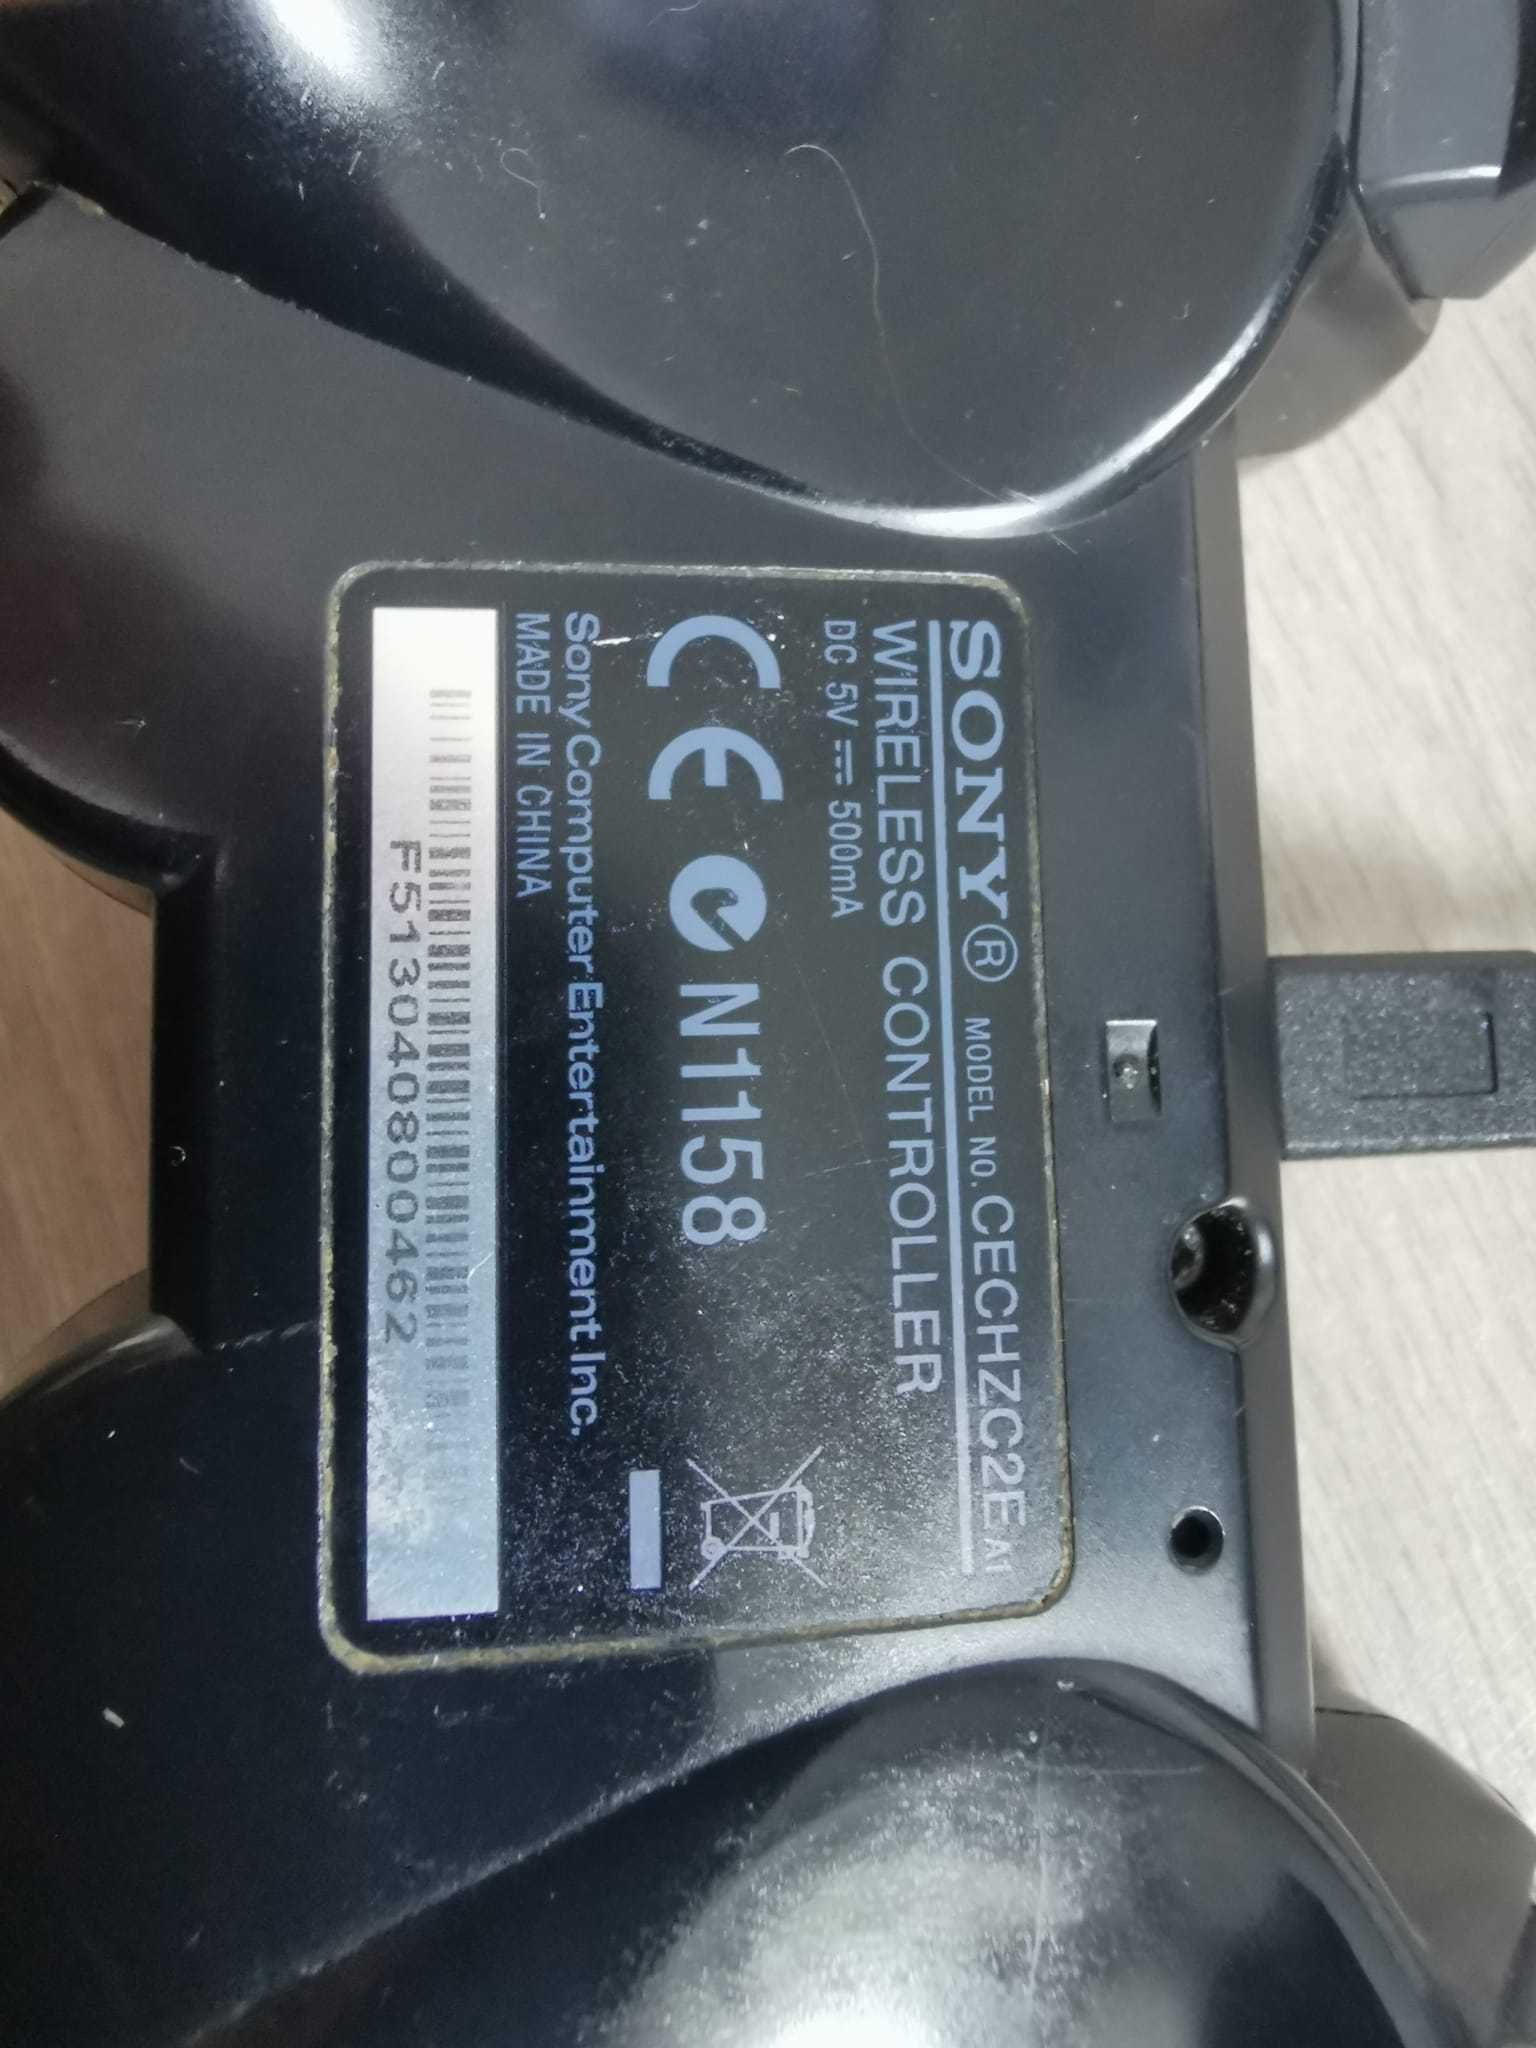 SONY® MODEL NO. CECHZC2E A1
WIRELESS CONTROLLER
DC 5V ⎓ 500mA
CE N1158
Sony Computer Entertainment Inc.
MADE IN CHINA
F513040800462